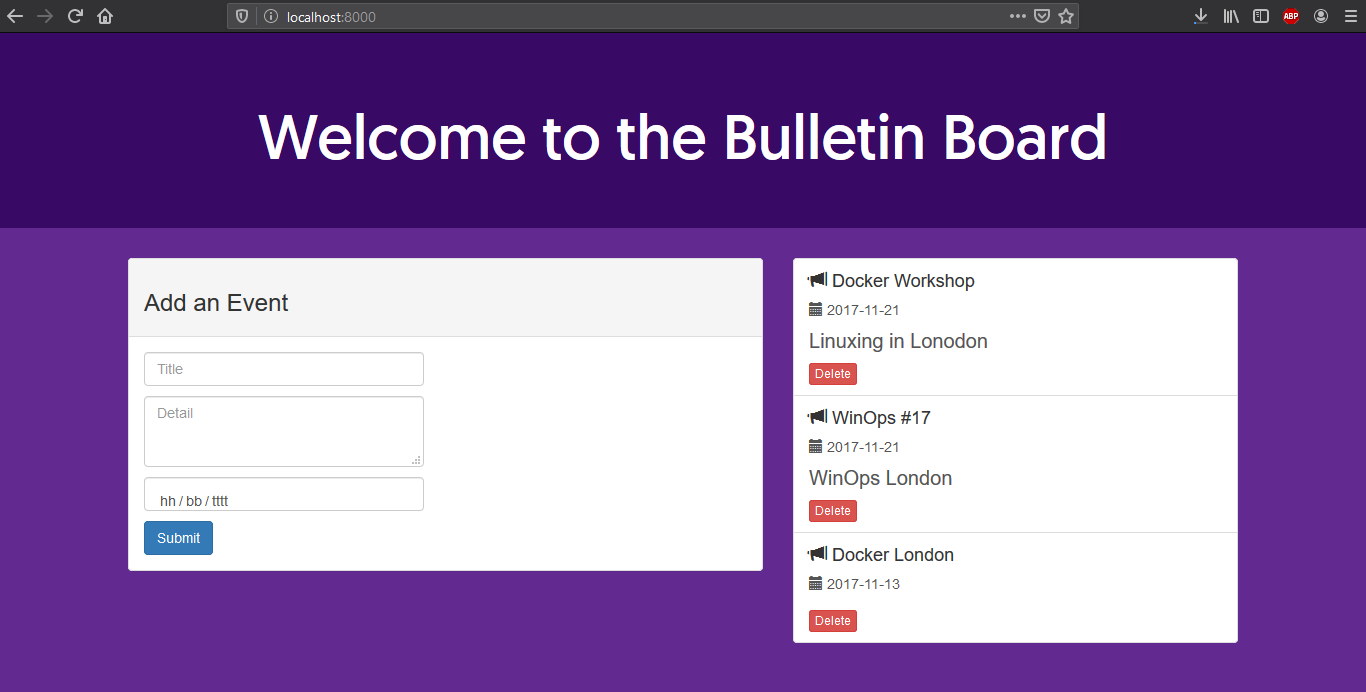 localhost:8000
ABP
Welcome to the Bulletin Board
Add an Event
Title
Detail
hh / bb / tttt
Submit
Docker Workshop
2017-11-21
Linuxing in Lonodon
Delete
WinOps #17
2017-11-21
WinOps London
Delete
Docker London
2017-11-13
Delete